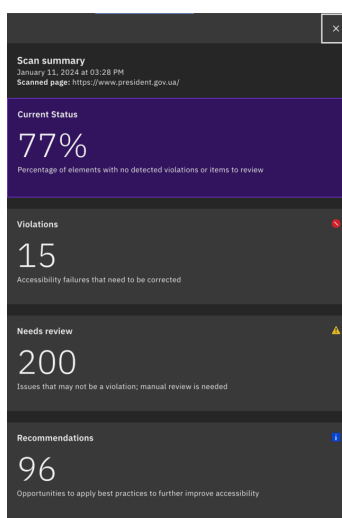 Scan summary
January 11, 2024 at 03:28 PM
Scanned page: https://www.president.gov.ua/
Current Status
77%
Percentage of elements with no detected violations or items to review
Violations
15
Accessibility failures that need to be corrected
Needs review
200
Issues that may not be a violation; manual review is needed
Recommendations
96
Opportunities to apply best practices to further improve accessibility